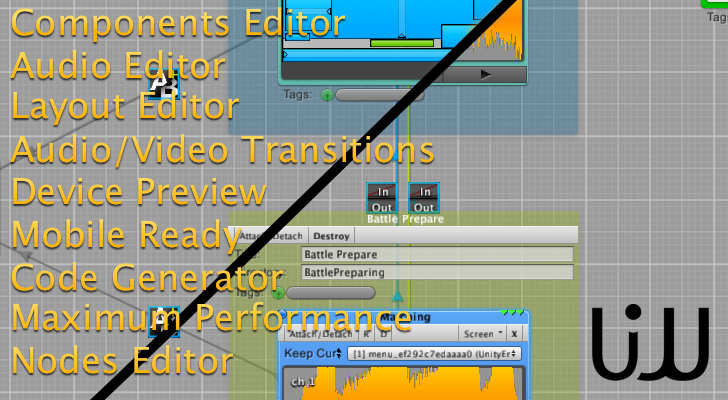 Components Editor
Audio Editor
Layout Editor
Audio/Video Transitions
Device Preview
Mobile Ready
Code Generator
Maximum Performance
Nodes Editor
Tags:
Tags:
In In
Out Out
Battle Prepare
Attach/Detach Destroy
Battle Prepare
BattlePreparing
Tags:
Attach/Detach R D Screen X
Keep Cur [1] menu_ef292c7edaaaa0 (UnityEr
ch 1
UiW